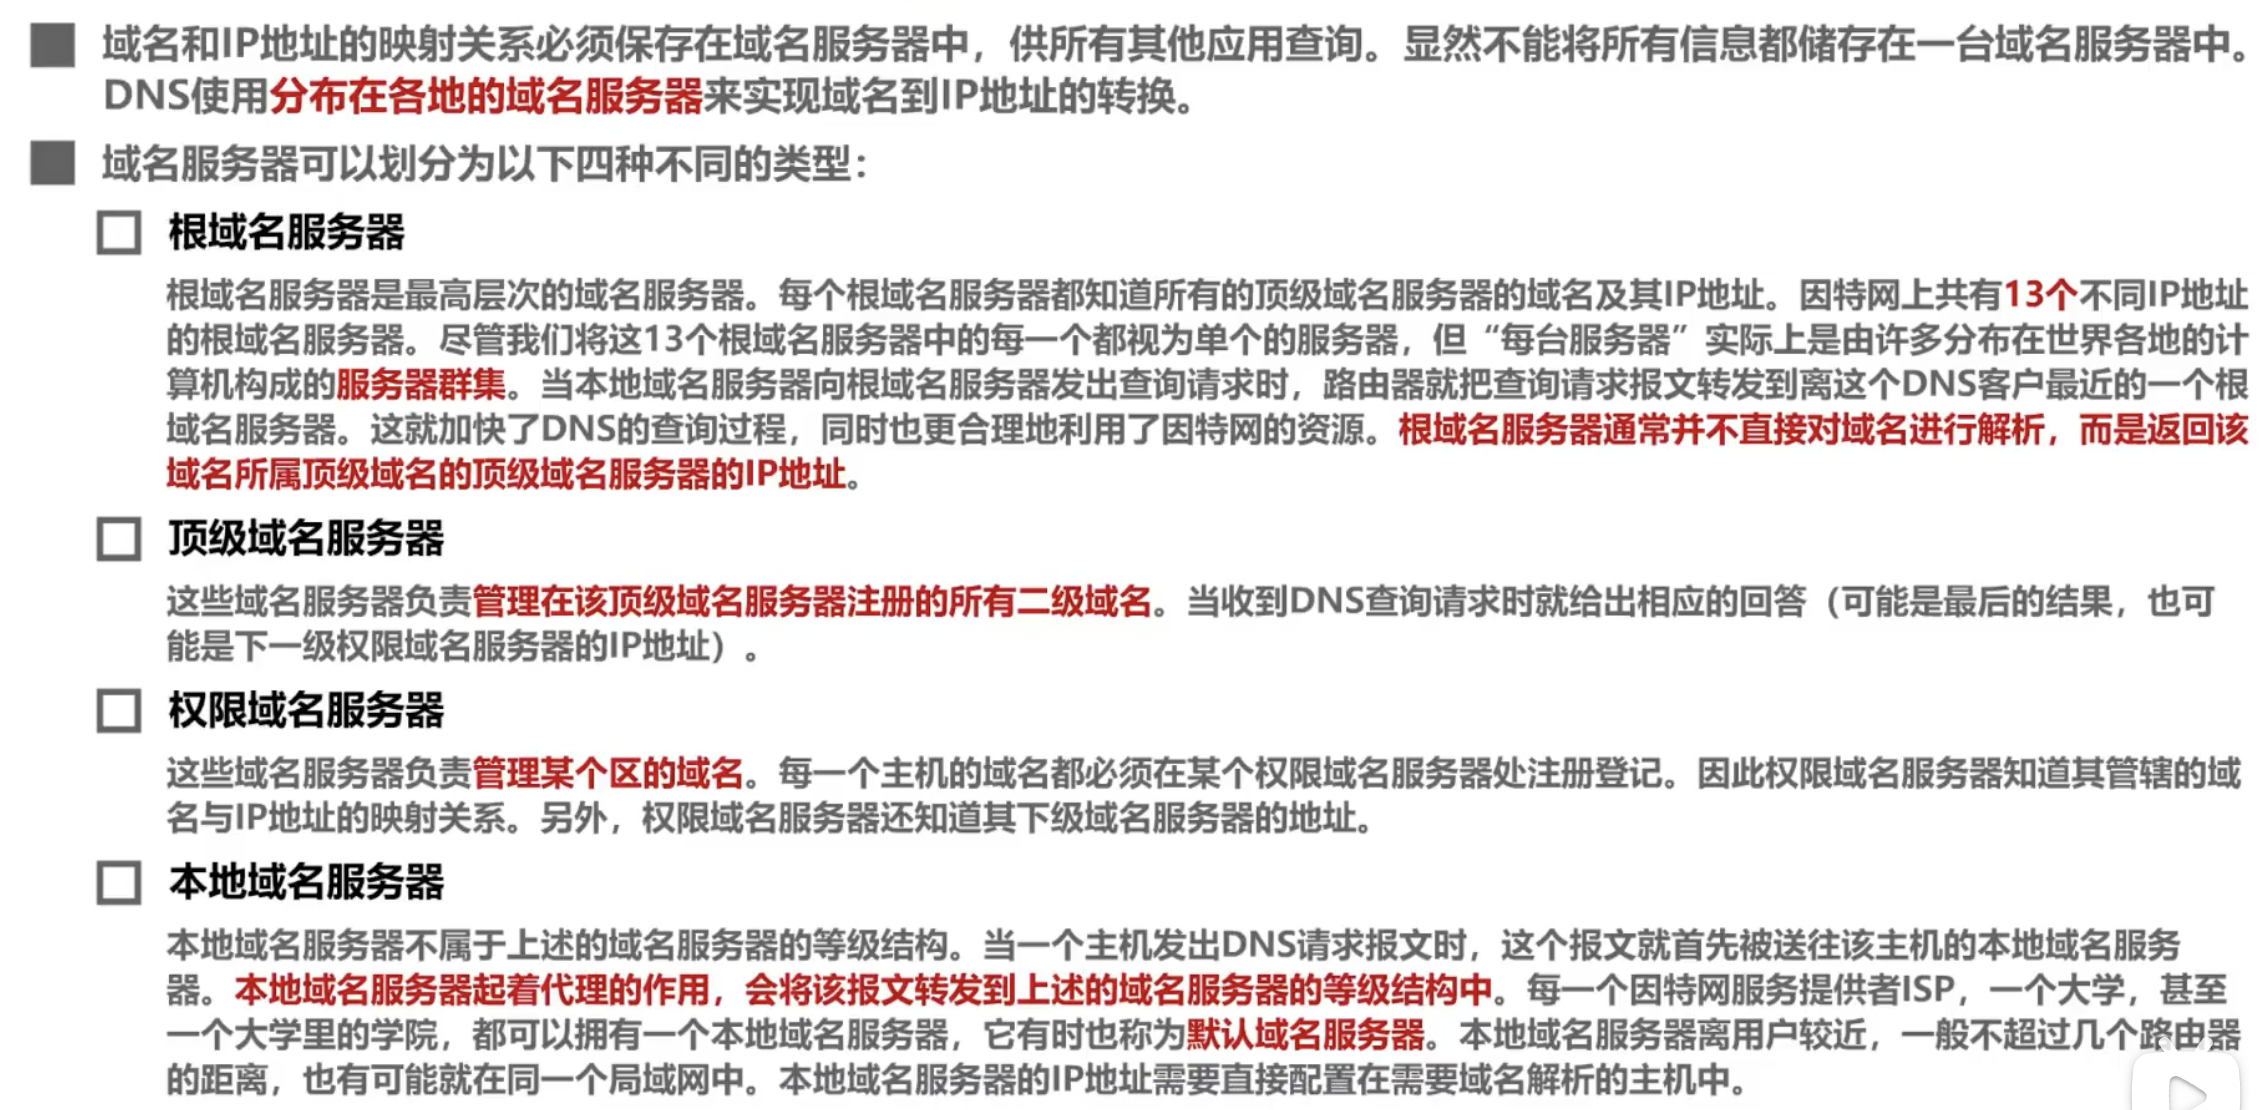 域名和IP地址的映射关系必须保存在域名服务器中，供所有其他应用查询。显然不能将所有信息都储存在一台域名服务器中。
DNS使用分布在各地的域名服务器来实现域名到IP地址的转换。
域名服务器可以划分为以下四种不同的类型：
根域名服务器
根域名服务器是最高层次的域名服务器。每个根域名服务器都知道所有的顶级域名服务器的域名及其IP地址。因特网上共有13个不同IP地址
的根域名服务器。尽管我们将这13个根域名服务器中的每一个都视为单个的服务器，但“每台服务器”实际上是由许多分布在世界各地的计
算机构成的服务器群集。当本地域名服务器向根域名服务器发出查询请求时，路由器就把查询请求报文转发到离这个DNS客户最近的一个根
域名服务器。这就加快了DNS的查询过程，同时也更合理地利用了因特网的资源。根域名服务器通常并不直接对域名进行解析，而是返回该
域名所属顶级域名的顶级域名服务器的IP地址。
顶级域名服务器
这些域名服务器负责管理在该顶级域名服务器注册的所有二级域名。当收到DNS查询请求时就给出相应的回答（可能是最后的结果，也可
能是下一级权限域名服务器的IP地址）。
权限域名服务器
这些域名服务器负责管理某个区的域名。每一个主机的域名都必须在某个权限域名服务器处注册登记。因此权限域名服务器知道其管辖的域
名与IP地址的映射关系。另外，权限域名服务器还知道其下级域名服务器的地址。
本地域名服务器
本地域名服务器不属于上述的域名服务器的等级结构。当一个主机发出DNS请求报文时，这个报文就首先被送往该主机的本地域名服务
器。本地域名服务器起着代理的作用，会将该报文转发到上述的域名服务器的等级结构中。每一个因特网服务提供者ISP，一个大学，甚至
一个大学里的学院，都可以拥有一个本地域名服务器，它有时也称为默认域名服务器。本地域名服务器离用户较近，一般不超过几个路由器
的距离，也有可能就在同一个局域网中。本地域名服务器的IP地址需要直接配置在需要域名解析的主机中。